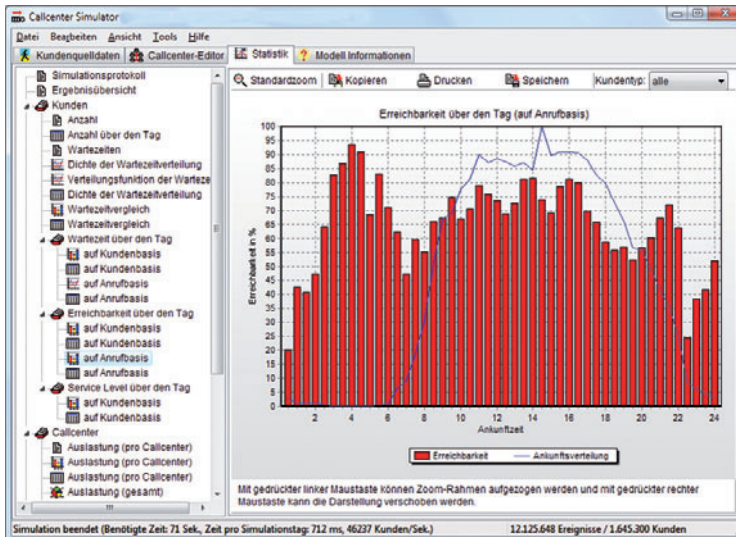 Callcenter Simulator
Datei Bearbeiten Ansicht Tools Hilfe
Kundenquelldaten Callcenter-Editor Statistik Modell Informationen
Simulationsprotokoll
Ergebnisübersicht
Kunden
Anzahl
Anzahl über den Tag
Wartezeiten
Dichte der Wartezeitverteilung
Verteilungsfunktion der Warteze
Dichte der Wartezeitverteilung
Wartezeitvergleich
Wartezeitvergleich
Wartezeit über den Tag
auf Kundenbasis
auf Kundenbasis
auf Anrufbasis
auf Anrufbasis
Erreichbarkeit über den Tag
auf Kundenbasis
auf Kundenbasis
auf Anrufbasis
auf Anrufbasis
Service Level über den Tag
auf Kundenbasis
auf Kundenbasis
Callcenter
Auslastung (pro Callcenter)
Auslastung (pro Callcenter)
Auslastung (pro Callcenter)
Auslastung (gesamt)
Standardzoom Kopieren Drucken Speichern Kundentyp: alle
Erreichbarkeit über den Tag (auf Anrufbasis)
Erreichbarkeit in %
100
95
90
85
80
75
70
65
60
55
50
45
40
35
30
25
20
15
10
5
0
2 4 6 8 10 12 14 16 18 20 22 24
Ankunftzeit
Erreichbarkeit Ankunftsverteilung
Mit gedrückter linker Maustaste können Zoom-Rahmen aufgezogen werden und mit gedrückter rechter
Maustaste kann die Darstellung verschoben werden.
Simulation beendet (Benötigte Zeit: 71 Sek., Zeit pro Simulationstag: 712 ms, 46237 Kunden/Sek.) 12.125.648 Ereignisse / 1.645.300 Kunden